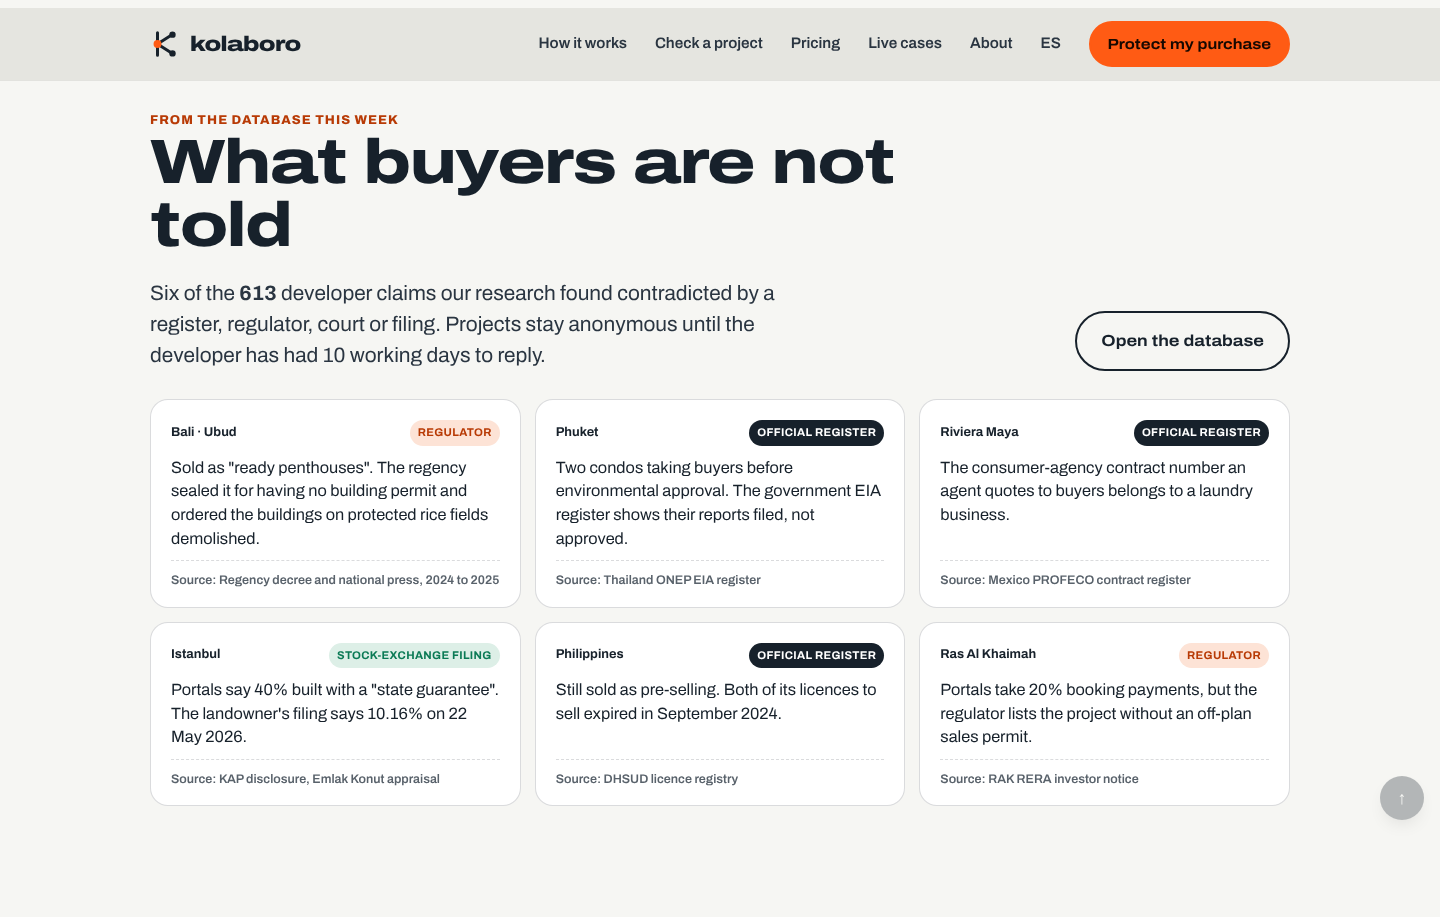 kolaboro
How it works
Check a project
Pricing
Live cases
About
ES
Protect my purchase
FROM THE DATABASE THIS WEEK
What buyers are not
told
Six of the 613 developer claims our research found contradicted by a
register, regulator, court or filing. Projects stay anonymous until the
developer has had 10 working days to reply.
Open the database
Bali · Ubud
REGULATOR
Sold as "ready penthouses". The regency
sealed it for having no building permit and
ordered the buildings on protected rice fields
demolished.
Source: Regency decree and national press, 2024 to 2025
Phuket
OFFICIAL REGISTER
Two condos taking buyers before
environmental approval. The government EIA
register shows their reports filed, not
approved.
Source: Thailand ONEP EIA register
Riviera Maya
OFFICIAL REGISTER
The consumer-agency contract number an
agent quotes to buyers belongs to a laundry
business.
Source: Mexico PROFECO contract register
Istanbul
STOCK-EXCHANGE FILING
Portals say 40% built with a "state guarantee".
The landowner's filing says 10.16% on 22
May 2026.
Source: KAP disclosure, Emlak Konut appraisal
Philippines
OFFICIAL REGISTER
Still sold as pre-selling. Both of its licences to
sell expired in September 2024.
Source: DHSUD licence registry
Ras Al Khaimah
REGULATOR
Portals take 20% booking payments, but the
regulator lists the project without an off-plan
sales permit.
Source: RAK RERA investor notice
↑